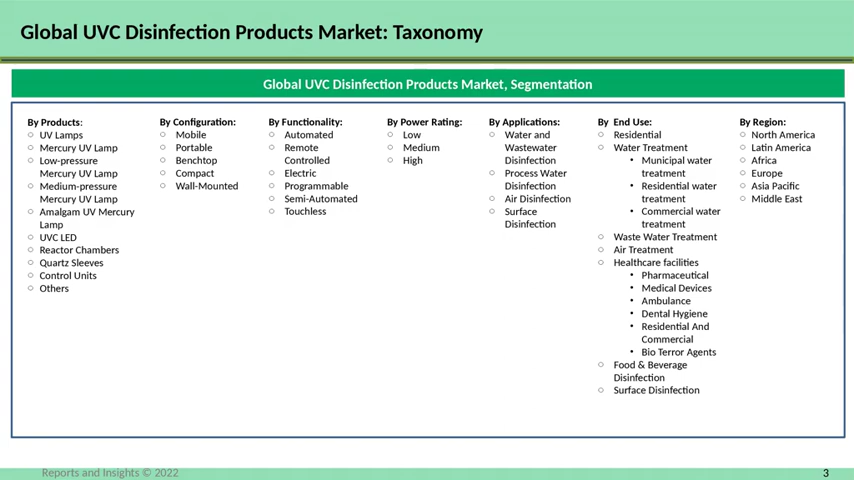 Global UVC Disinfection Products Market: Taxonomy
Global UVC Disinfection Products Market, Segmentation
By Products:
○ UV Lamps
○ Mercury UV Lamp
○ Low-pressure
Mercury UV Lamp
○ Medium-pressure
Mercury UV Lamp
○ Amalgam UV Mercury
Lamp
○ UVC LED
○ Reactor Chambers
○ Quartz Sleeves
○ Control Units
○ Others
By Configuration:
○ Mobile
○ Portable
○ Benchtop
○ Compact
○ Wall-Mounted
By Functionality:
○ Automated
○ Remote
Controlled
○ Electric
○ Programmable
○ Semi-Automated
○ Touchless
By Power Rating:
○ Low
○ Medium
○ High
By Applications:
○ Water and
Wastewater
Disinfection
○ Process Water
Disinfection
○ Air Disinfection
○ Surface
Disinfection
By End Use:
○ Residential
○ Water Treatment
• Municipal water
treatment
• Residential water
treatment
• Commercial water
treatment
○ Waste Water Treatment
○ Air Treatment
○ Healthcare facilities
• Pharmaceutical
• Medical Devices
• Ambulance
• Dental Hygiene
• Residential And
Commercial
• Bio Terror Agents
○ Food & Beverage
Disinfection
○ Surface Disinfection
By Region:
○ North America
○ Latin America
○ Africa
○ Europe
○ Asia Pacific
○ Middle East
Reports and Insights © 2022
3